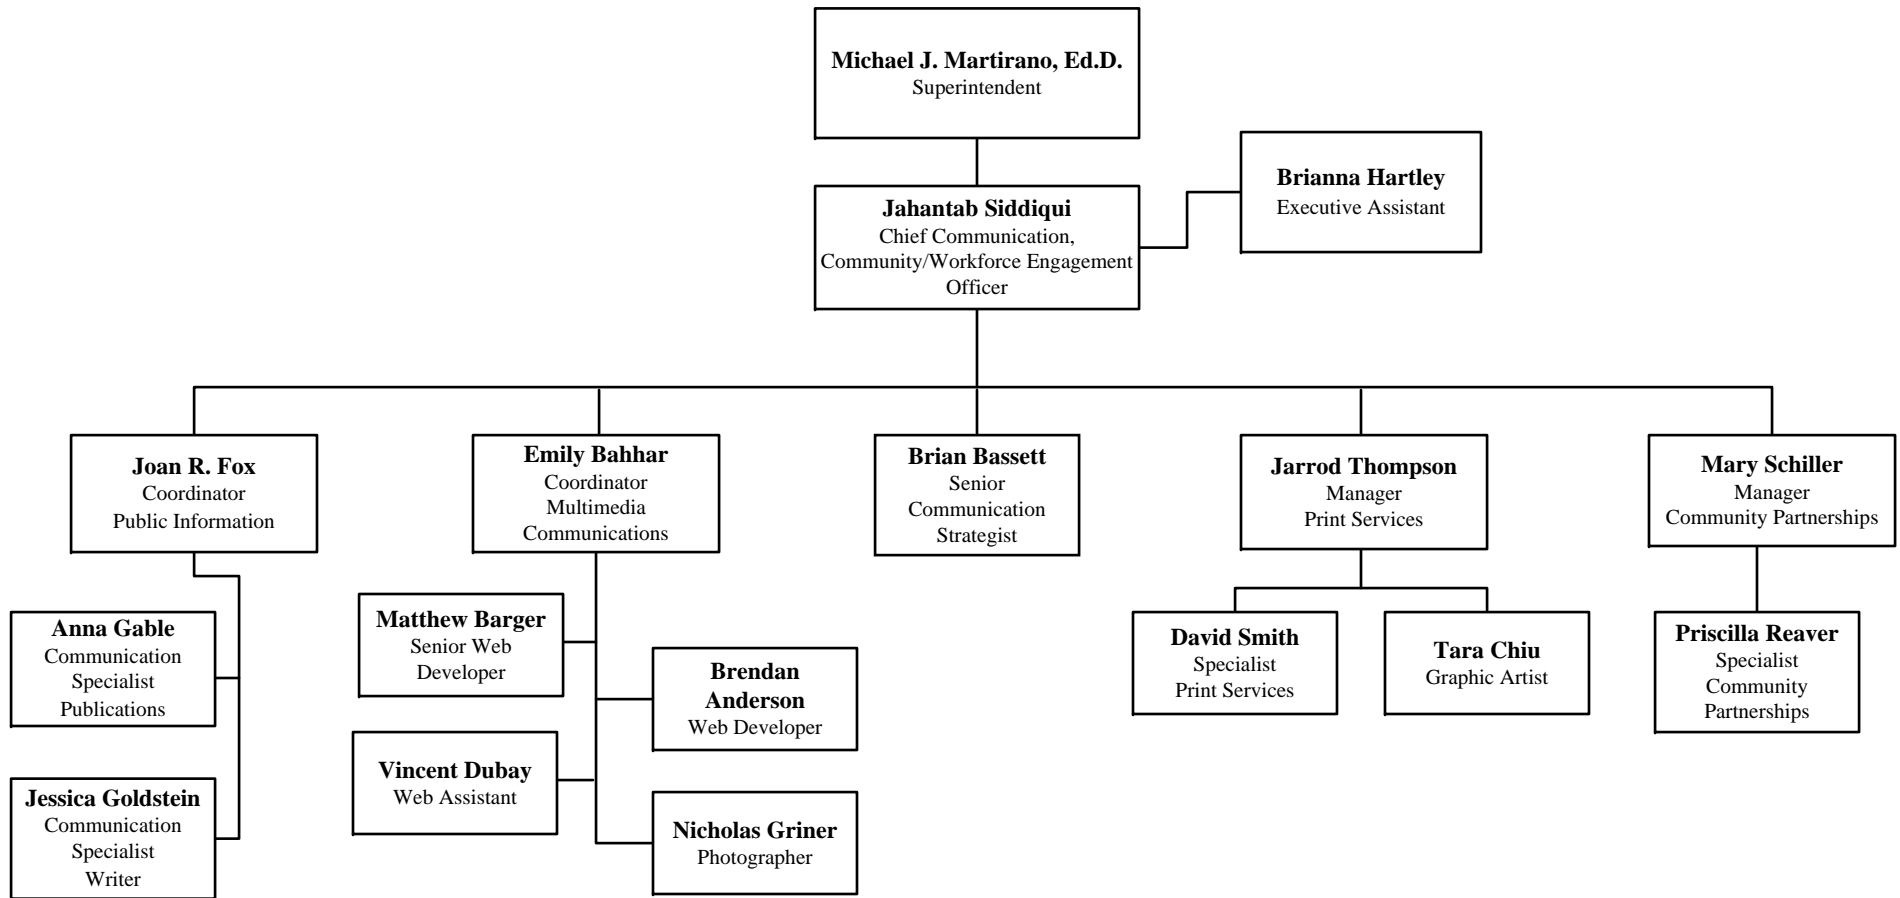 Michael J. Martirano, Ed.D.
Superintendent
Brianna Hartley
Executive Assistant
Jahantab Siddiqui
Chief Communication,
Community/Workforce Engagement
Officer
Joan R. Fox
Coordinator
Public Information
Emily Bahhar
Coordinator
Multimedia
Communications
Brian Bassett
Senior
Communication
Strategist
Jarrod Thompson
Manager
Print Services
Mary Schiller
Manager
Community Partnerships
Anna Gable
Communication
Specialist
Publications
Jessica Goldstein
Communication
Specialist
Writer
Matthew Barger
Senior Web
Developer
Brendan
Anderson
Web Developer
Vincent Dubay
Web Assistant
Nicholas Griner
Photographer
David Smith
Specialist
Print Services
Tara Chiu
Graphic Artist
Priscilla Reaver
Specialist
Community
Partnerships